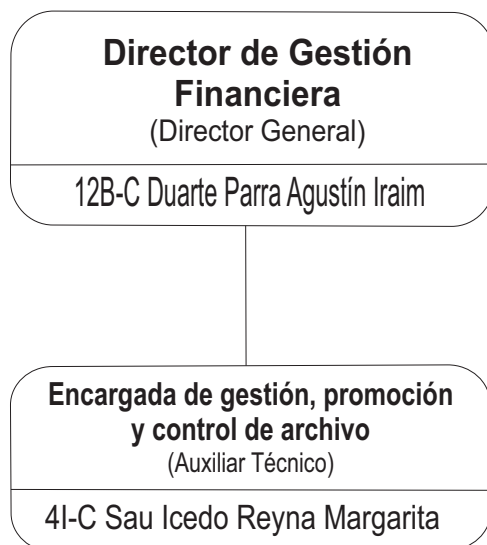 Director de Gestión
Financiera
(Director General)
12B-C Duarte Parra Agustín Iraim
Encargada de gestión, promoción
y control de archivo
(Auxiliar Técnico)
4I-C Sau Icedo Reyna Margarita